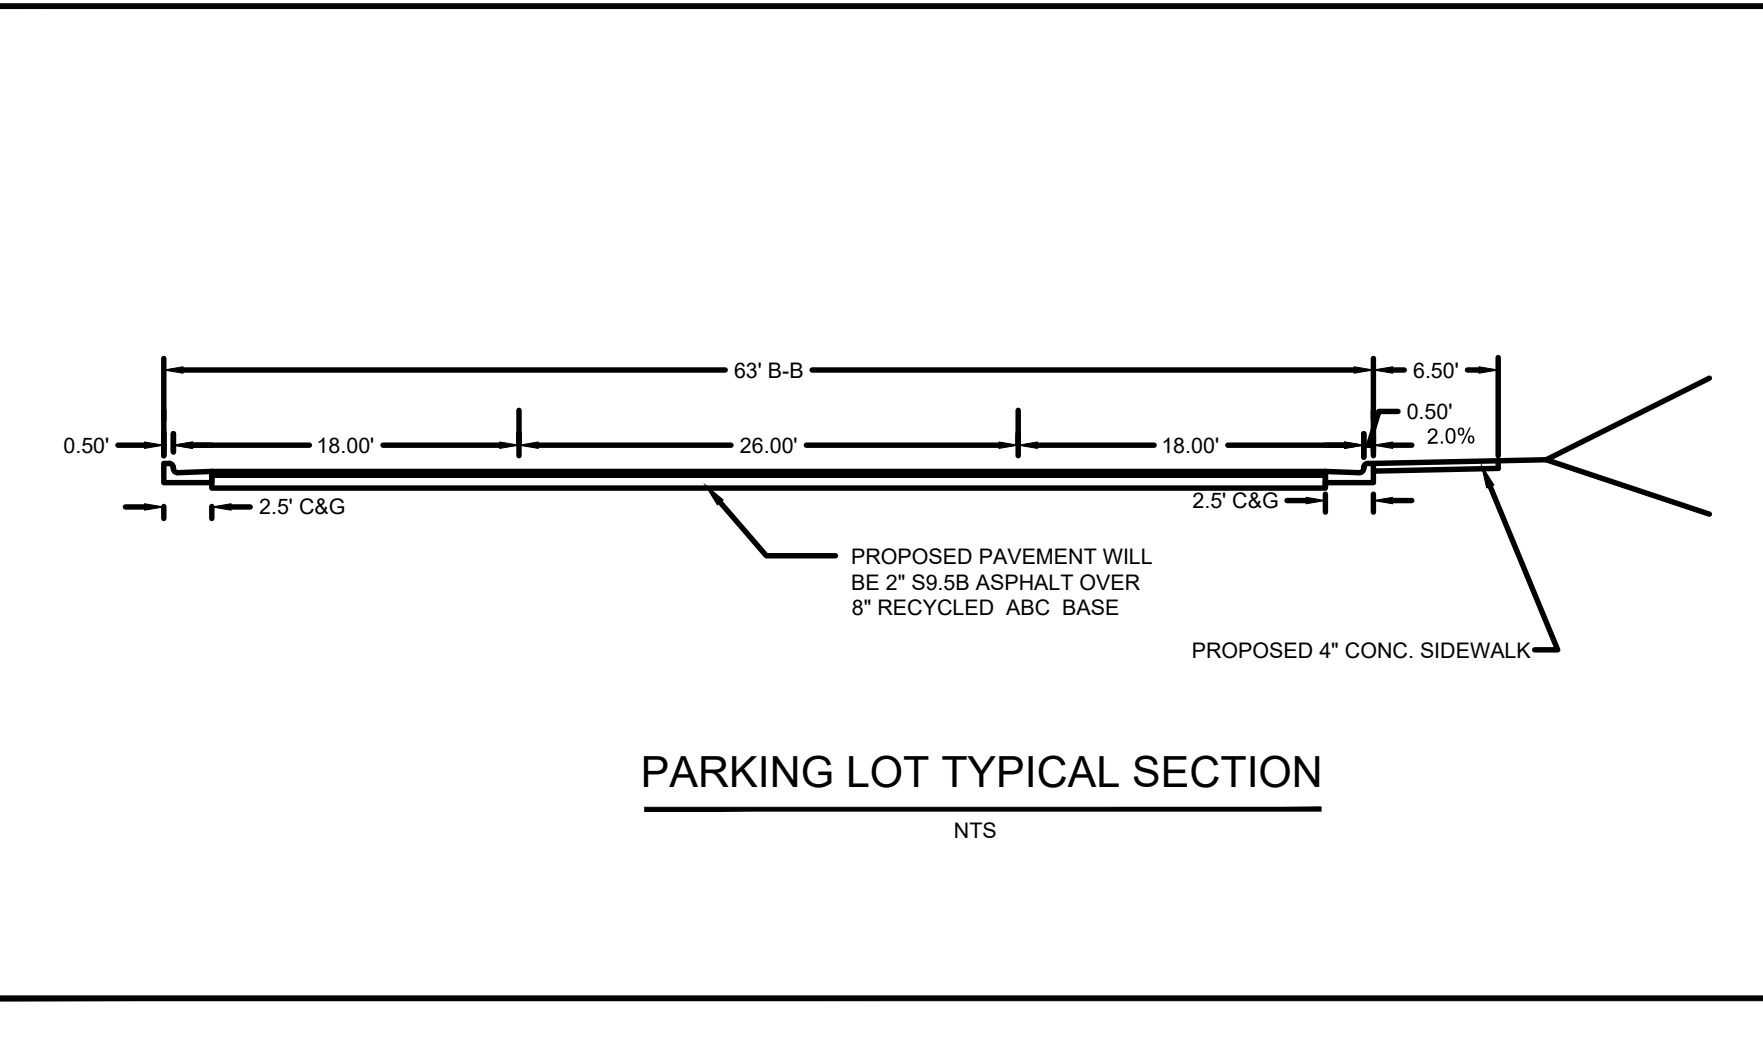 63' B-B
6.50'
0.50'
0.50'
18.00'
26.00'
18.00'
2.0%
2.5' C&G
2.5' C&G
PROPOSED PAVEMENT WILL
BE 2" S9.5B ASPHALT OVER
8" RECYCLED ABC BASE
PROPOSED 4" CONC. SIDEWALK
PARKING LOT TYPICAL SECTION
NTS